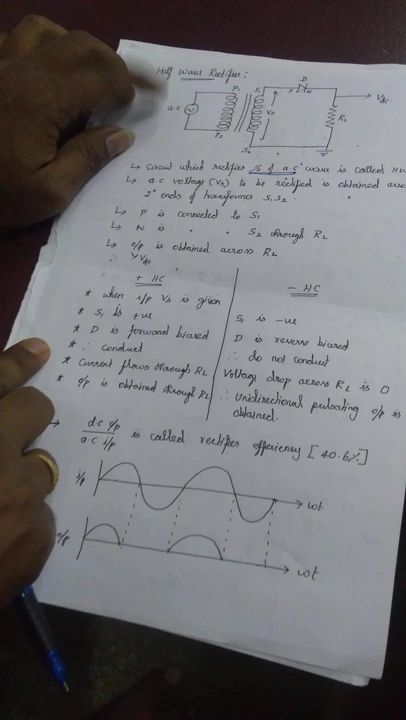 Half Wave Rectifier:
D
P1 S1 P N Vdc
a.c Vs RL
P2
S2
↳ Circuit which rectifies ½ of a.c wave is called HW
↳ a.c voltage (Vs) to be rectified is obtained
2° ends of transformer S1 S2.
↳ P is connected to S1
↳ N is " " S2 through RL
↳ o/p is obtained across RL
∴ Vdc
+ HC
* when i/p Vs is given
* S1 is +ve
* D is forward biased
* ∴ conduct
* Current flows through RL
* o/p is obtained through RL
- HC
S1 is -ve
D is reverse biased
∴ do not conduct
Voltage drop across RL is 0
∴ Unidirectional pulsating o/p is
obtained.
→ d.c o/p / a.c i/p is called rectifier efficiency [40.6%]
i/p
wt
o/p
wt